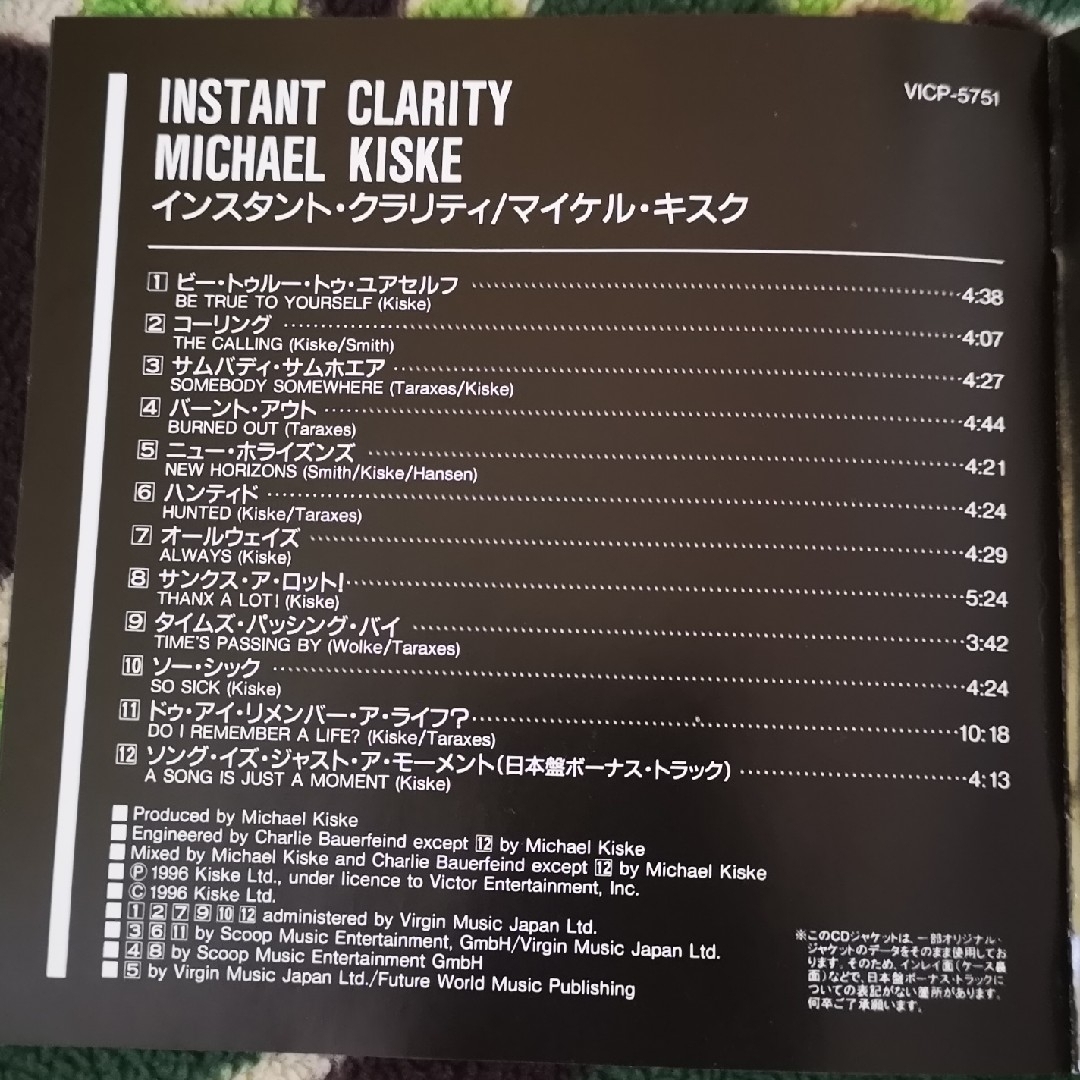 INSTANT CLARITY
MICHAEL KISKE
VICP-5751
インスタント・クラリティ/マイケル・キスク
1 ビー・トゥルー・トゥ・ユアセルフ 4:38
BE TRUE TO YOURSELF (Kiske)
2 コーリング 4:07
THE CALLING (Kiske/Smith)
3 サムバディ・サムホエア 4:27
SOMEBODY SOMEWHERE (Taraxes/Kiske)
4 バーント・アウト 4:44
BURNED OUT (Taraxes)
5 ニュー・ホライズンズ 4:21
NEW HORIZONS (Smith/Kiske/Hansen)
6 ハンティド 4:24
HUNTED (Kiske/Taraxes)
7 オールウェイズ 4:29
ALWAYS (Kiske)
8 サンクス・ア・ロット! 5:24
THANX A LOT! (Kiske)
9 タイムズ・パッシング・バイ 3:42
TIME'S PASSING BY (Wolke/Taraxes)
10 ソー・シック 4:24
SO SICK (Kiske)
11 ドゥ・アイ・リメンバー・ア・ライフ? 10:18
DO I REMEMBER A LIFE? (Kiske/Taraxes)
12 ソング・イズ・ジャスト・ア・モーメント(日本盤ボーナス・トラック) 4:13
A SONG IS JUST A MOMENT (Kiske)
■Produced by Michael Kiske
■Engineered by Charlie Bauerfeind except 12 by Michael Kiske
■Mixed by Michael Kiske and Charlie Bauerfeind except 12 by Michael Kiske
■Ⓟ1996 Kiske Ltd., under licence to Victor Entertainment, Inc.
■©1996 Kiske Ltd.
■1 2 7 9 10 12 administered by Virgin Music Japan Ltd.
■3 6 11 by Scoop Music Entertainment, GmbH/Virgin Music Japan Ltd.
■4 8 by Scoop Music Entertainment GmbH
■5 by Virgin Music Japan Ltd./Future World Music Publishing
※このCDジャケットは、一部オリジナル・
ジャケットのデータをそのまま使用してお
ります。そのため、インレイ面(ケース裏
面)などで、日本盤ボーナス・トラックに
ついての表記がない箇所があります。
何卒ご了承願います。